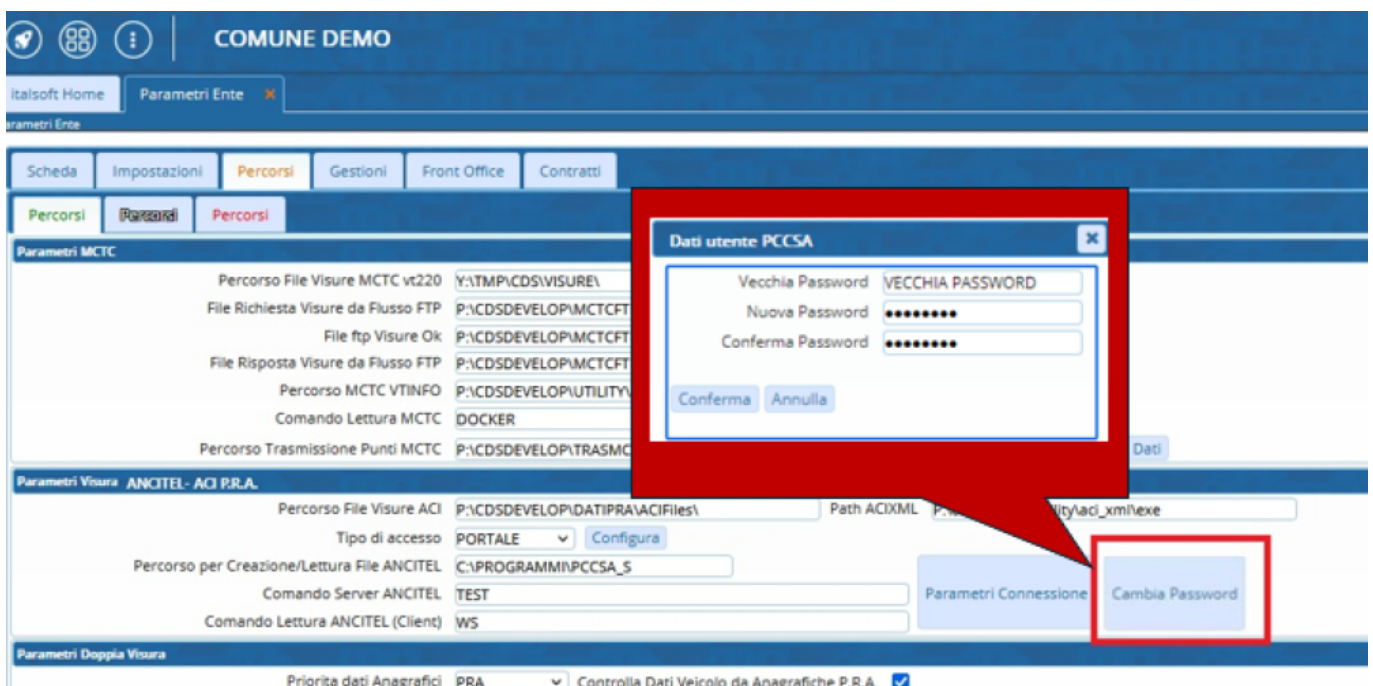 COMUNE DEMO
italsoft Home Parametri Ente
arametri Ente
Scheda Impostazioni Percorsi Gestioni Front Office Contratti
Percorsi Percorsi Percorsi
Parametri MCTC
Percorso File Visure MCTC vt220 Y:\TMP\CDS\VISURE\
File Richiesta Visure da Flusso FTP P:\CDSDEVELOP\MCTCFT
File ftp Visure Ok P:\CDSDEVELOP\MCTCFT
File Risposta Visure da Flusso FTP P:\CDSDEVELOP\MCTCFT
Percorso MCTC VTINFO P:\CDSDEVELOP\UTILITY\
Comando Lettura MCTC DOCKER
Percorso Trasmissione Punti MCTC P:\CDSDEVELOP\TRASMC Dati
Dati utente PCCSA
Vecchia Password VECCHIA PASSWORD
Nuova Password ●●●●●●●●
Conferma Password ●●●●●●●●
Conferma Annulla
Parametri Visura ANCITEL- ACI P.R.A.
Percorso File Visure ACI P:\CDSDEVELOP\DATIPRA\ACIFiles\ Path ACIXML ility\aci_xml\exe
Tipo di accesso PORTALE Configura
Percorso per Creazione/Lettura File ANCITEL C:\PROGRAMMI\PCCSA_S
Comando Server ANCITEL TEST Parametri Connessione Cambia Password
Comando Lettura ANCITEL (Client) WS
Parametri Doppia Visura
Priorita dati Anagrafici PRA Controlla Dati Veicolo da Anagrafiche P.R.A.